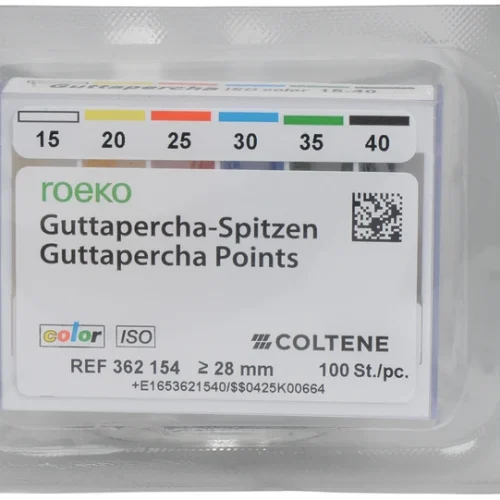 Guttapercha ISO color 15-40
15 20 25 30 35 40
roeko
Guttapercha-Spitzen
Guttapercha Points
color ISO
COLTENE
REF 362 154 ≥ 28 mm 100 St./pc.
+E1653621540/$$0425K00664